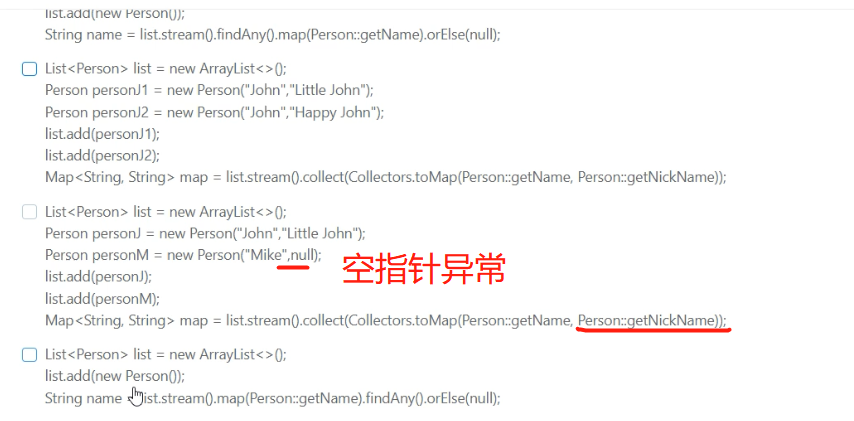 list.add(new Person());
String name = list.stream().findAny().map(Person::getName).orElse(null);
List<Person> list = new ArrayList<>();
Person personJ1 = new Person("John","Little John");
Person personJ2 = new Person("John","Happy John");
list.add(personJ1);
list.add(personJ2);
Map<String, String> map = list.stream().collect(Collectors.toMap(Person::getName, Person::getNickName));
List<Person> list = new ArrayList<>();
Person personJ = new Person("John","Little John");
Person personM = new Person("Mike",null);
空指针异常
list.add(personJ);
list.add(personM);
Map<String, String> map = list.stream().collect(Collectors.toMap(Person::getName, Person::getNickName));
List<Person> list = new ArrayList<>();
list.add(new Person());
String name = list.stream().map(Person::getName).findAny().orElse(null);